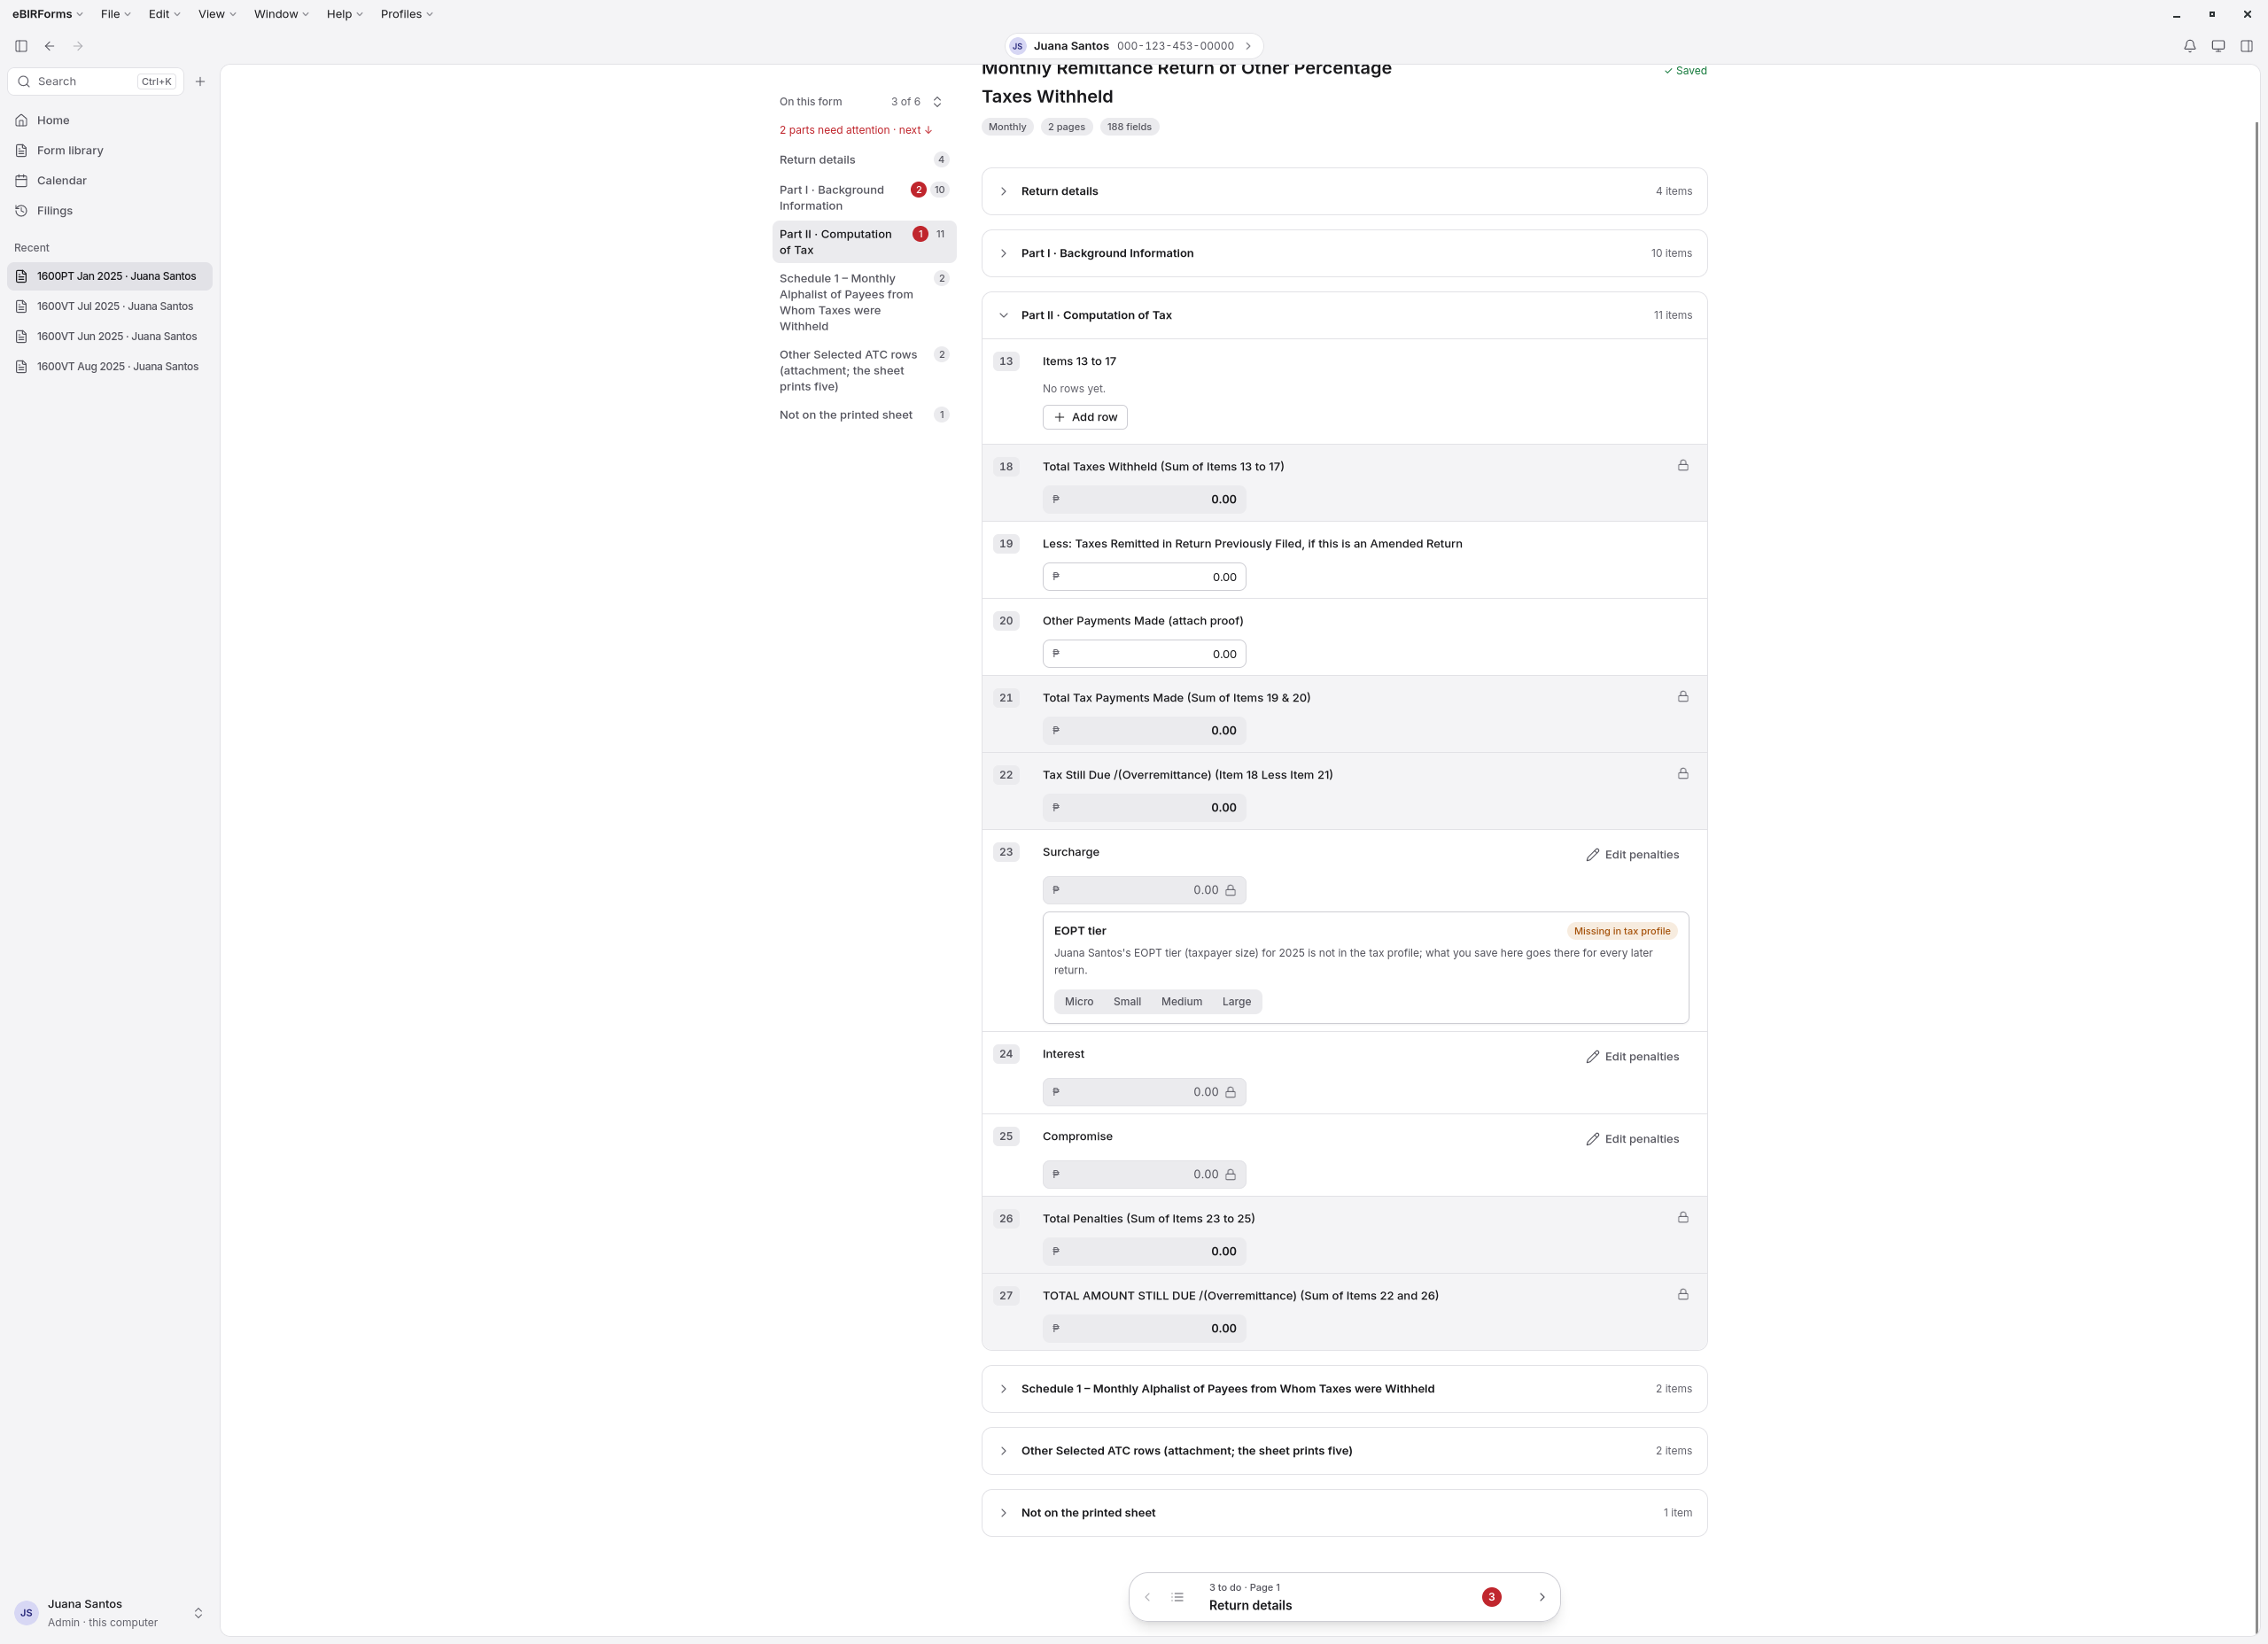 eBIRForms File Edit View Window Help Profiles
JS Juana Santos 000-123-453-00000
Search Ctrl+K
Home
Form library
Calendar
Filings
Recent
1600PT Jan 2025 · Juana Santos
1600VT Jul 2025 · Juana Santos
1600VT Jun 2025 · Juana Santos
1600VT Aug 2025 · Juana Santos
JS Juana Santos
Admin · this computer
On this form 3 of 6
2 parts need attention · next ↓
Return details 4
Part I · Background 2 10
Information
Part II · Computation 1 11
of Tax
Schedule 1 – Monthly 2
Alphalist of Payees from
Whom Taxes were
Withheld
Other Selected ATC rows 2
(attachment; the sheet
prints five)
Not on the printed sheet 1
Monthly Remittance Return of Other Percentage
Taxes Withheld
✓ Saved
Monthly 2 pages 188 fields
Return details 4 items
Part I · Background Information 10 items
Part II · Computation of Tax 11 items
13 Items 13 to 17
No rows yet.
+ Add row
18 Total Taxes Withheld (Sum of Items 13 to 17)
₱ 0.00
19 Less: Taxes Remitted in Return Previously Filed, if this is an Amended Return
₱ 0.00
20 Other Payments Made (attach proof)
₱ 0.00
21 Total Tax Payments Made (Sum of Items 19 & 20)
₱ 0.00
22 Tax Still Due /(Overremittance) (Item 18 Less Item 21)
₱ 0.00
23 Surcharge Edit penalties
₱ 0.00
EOPT tier Missing in tax profile
Juana Santos's EOPT tier (taxpayer size) for 2025 is not in the tax profile; what you save here goes there for every later
return.
Micro Small Medium Large
24 Interest Edit penalties
₱ 0.00
25 Compromise Edit penalties
₱ 0.00
26 Total Penalties (Sum of Items 23 to 25)
₱ 0.00
27 TOTAL AMOUNT STILL DUE /(Overremittance) (Sum of Items 22 and 26)
₱ 0.00
Schedule 1 – Monthly Alphalist of Payees from Whom Taxes were Withheld 2 items
Other Selected ATC rows (attachment; the sheet prints five) 2 items
Not on the printed sheet 1 item
3 to do · Page 1
Return details 3